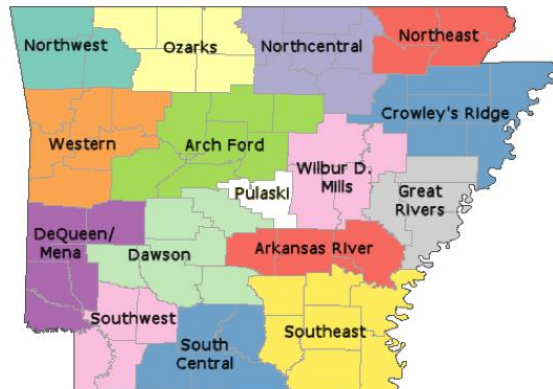 Northwest
Ozarks
Northcentral
Northeast
Crowley's Ridge
Western
Arch Ford
Wilbur D.
Mills
Pulaski
Great
Rivers
DeQueen/
Mena
Dawson
Arkansas River
Southwest
South
Central
Southeast